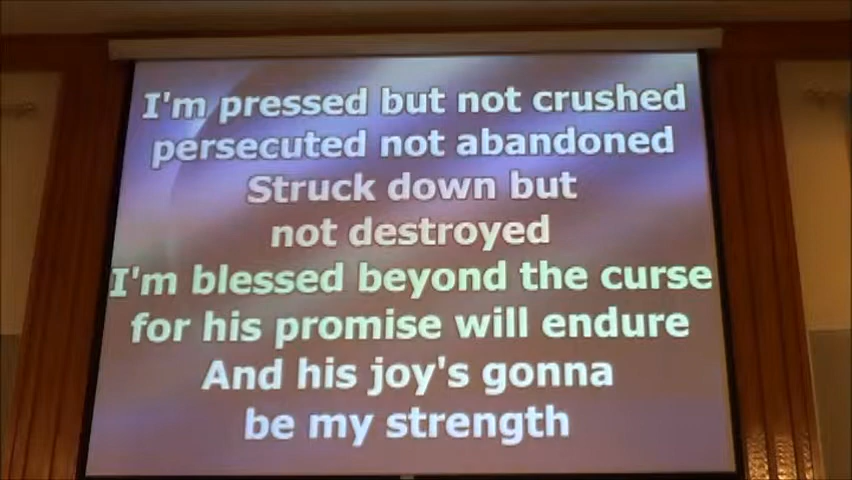 I'm pressed but not crushed
persecuted not abandoned
Struck down but
not destroyed
I'm blessed beyond the curse
for his promise will endure
And his joy's gonna
be my strength